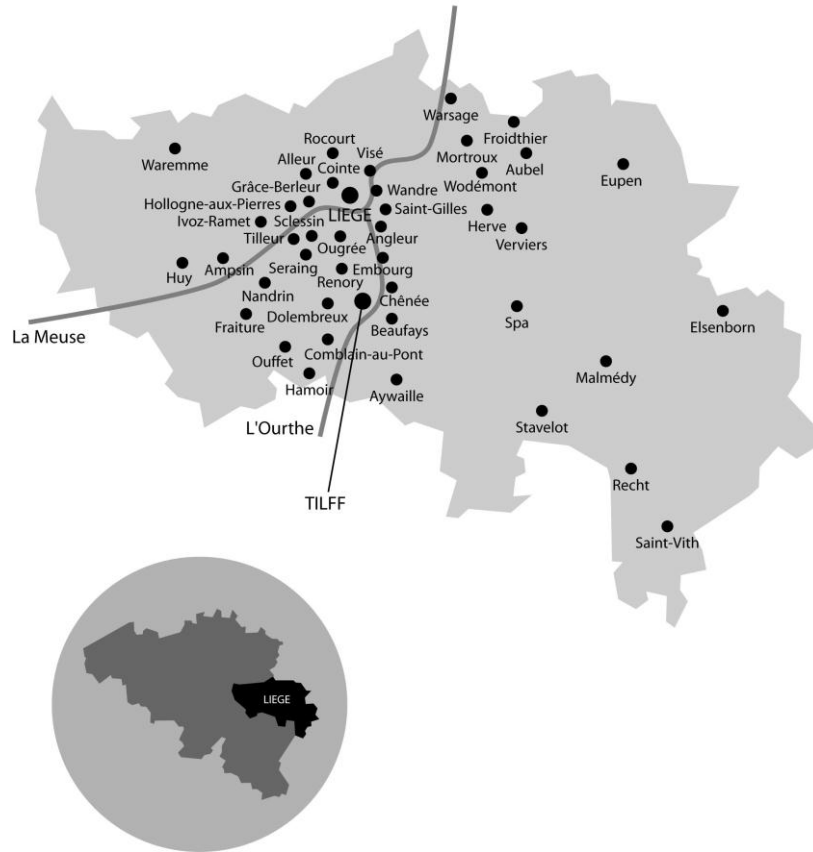 Warsage
Froidthier
Rocourt
Visé
Mortroux
Aubel
Waremme
Alleur
Cointe
Wodémont
Eupen
Grâce-Berleur
Wandre
Hollogne-aux-Pierres
LIEGE
Saint-Gilles
Ivoz-Ramet
Sclessin
Herve
Tilleur
Ougrée
Angleur
Verviers
Huy
Ampsin
Seraing
Embourg
Renory
Nandrin
Chênée
Dolembreux
Spa
Elsenborn
La Meuse
Fraiture
Beaufays
Ouffet
Comblain-au-Pont
Malmédy
Hamoir
Aywaille
L'Ourthe
Stavelot
Recht
TILFF
Saint-Vith
LIEGE